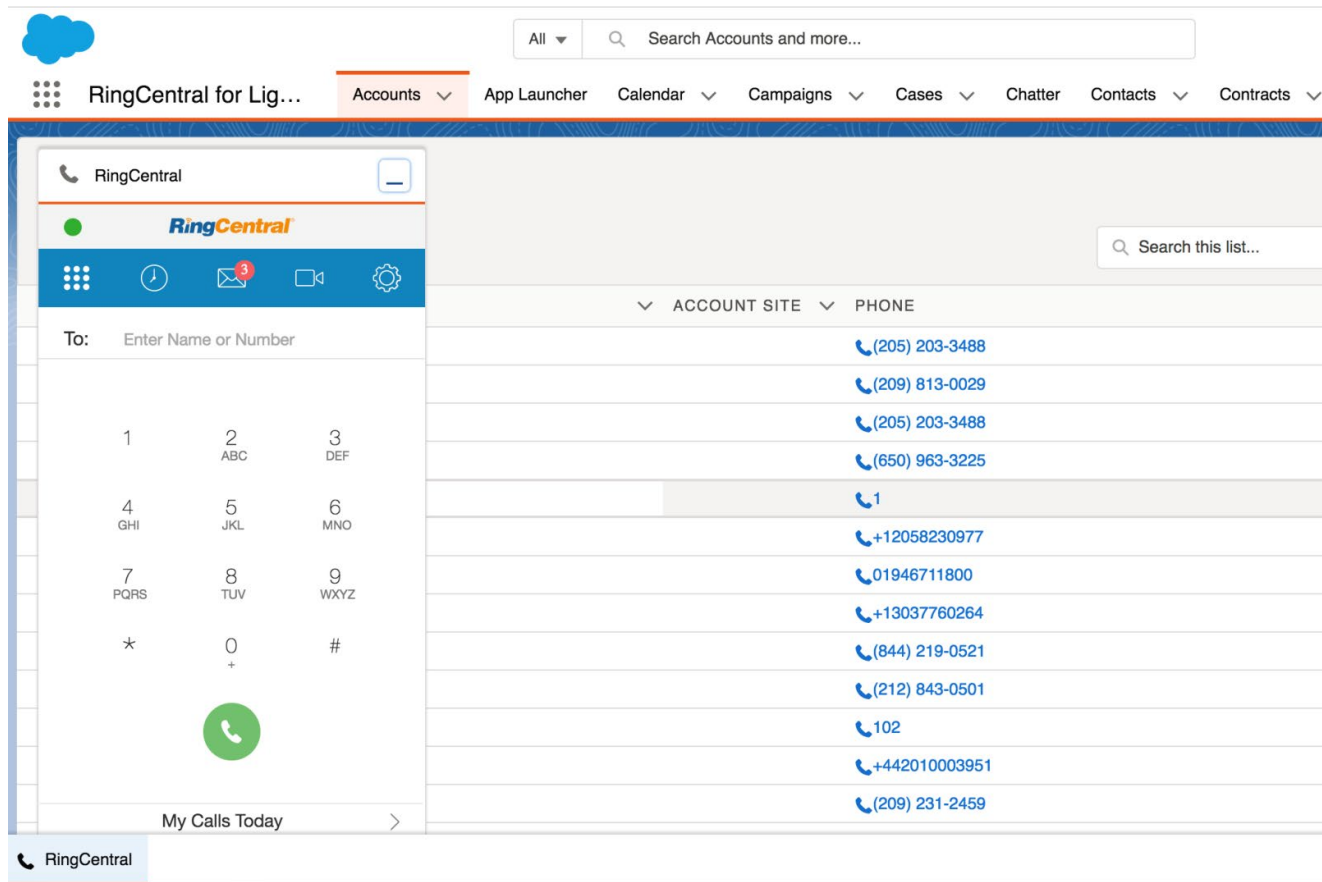 All Search Accounts and more...
RingCentral for Lig... Accounts App Launcher Calendar Campaigns Cases Chatter Contacts Contracts
RingCentral
RingCentral
3
To: Enter Name or Number
1 2 3
ABC DEF
4 5 6
GHI JKL MNO
7 8 9
PQRS TUV WXYZ
* 0 #
+
My Calls Today
Search this list...
ACCOUNT SITE PHONE
(205) 203-3488
(209) 813-0029
(205) 203-3488
(650) 963-3225
1
+12058230977
01946711800
+13037760264
(844) 219-0521
(212) 843-0501
102
+442010003951
(209) 231-2459
RingCentral